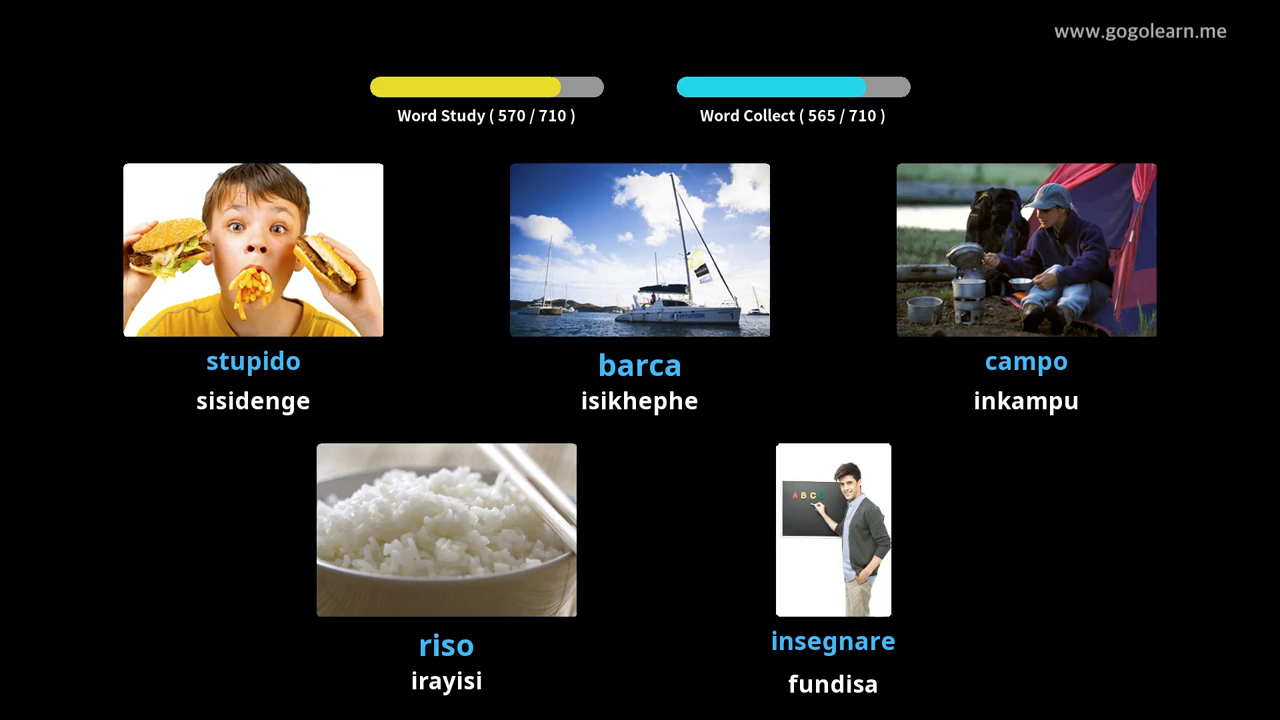 www.gogolearn.me
Word Study ( 570 / 710 )
Word Collect ( 565 / 710 )
stupido
sisidenge
barca
isikhephe
campo
inkampu
A B C
riso
irayisi
insegnare
fundisa